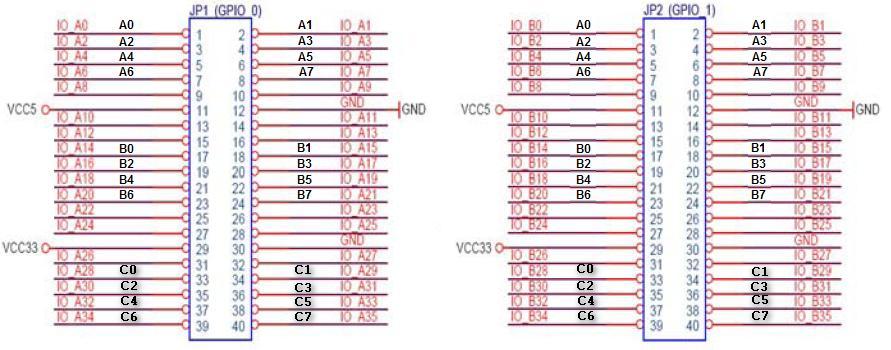 JP1 (GPIO_0)
IO_A0 A0 1 2 A1 IO_A1
IO_A2 A2 3 4 A3 IO_A3
IO_A4 A4 5 6 A5 IO_A5
IO_A6 A6 7 8 A7 IO_A7
IO_A8 9 10 IO_A9
VCC5 11 12 GND GND
IO_A10 13 14 IO_A11
IO_A12 15 16 IO_A13
IO_A14 B0 17 18 B1 IO_A15
IO_A16 B2 19 20 B3 IO_A17
IO_A18 B4 21 22 B5 IO_A19
IO_A20 B6 23 24 B7 IO_A21
IO_A22 25 26 IO_A23
IO_A24 27 28 IO_A25
VCC33 29 30 GND
IO_A26 31 32 IO_A27
IO_A28 C0 33 34 C1 IO_A29
IO_A30 C2 35 36 C3 IO_A31
IO_A32 C4 37 38 C5 IO_A33
IO_A34 C6 39 40 C7 IO_A35
JP2 (GPIO_1)
IO_B0 A0 1 2 A1 IO_B1
IO_B2 A2 3 4 A3 IO_B3
IO_B4 A4 5 6 A5 IO_B5
IO_B6 A6 7 8 A7 IO_B7
IO_B8 9 10 IO_B9
VCC5 11 12 GND GND
IO_B10 13 14 IO_B11
IO_B12 15 16 IO_B13
IO_B14 B0 17 18 B1 IO_B15
IO_B16 B2 19 20 B3 IO_B17
IO_B18 B4 21 22 B5 IO_B19
IO_B20 B6 23 24 B7 IO_B21
IO_B22 25 26 IO_B23
IO_B24 27 28 IO_B25
VCC33 29 30 GND
IO_B26 31 32 IO_B27
IO_B28 C0 33 34 C1 IO_B29
IO_B30 C2 35 36 C3 IO_B31
IO_B32 C4 37 38 C5 IO_B33
IO_B34 C6 39 40 C7 IO_B35